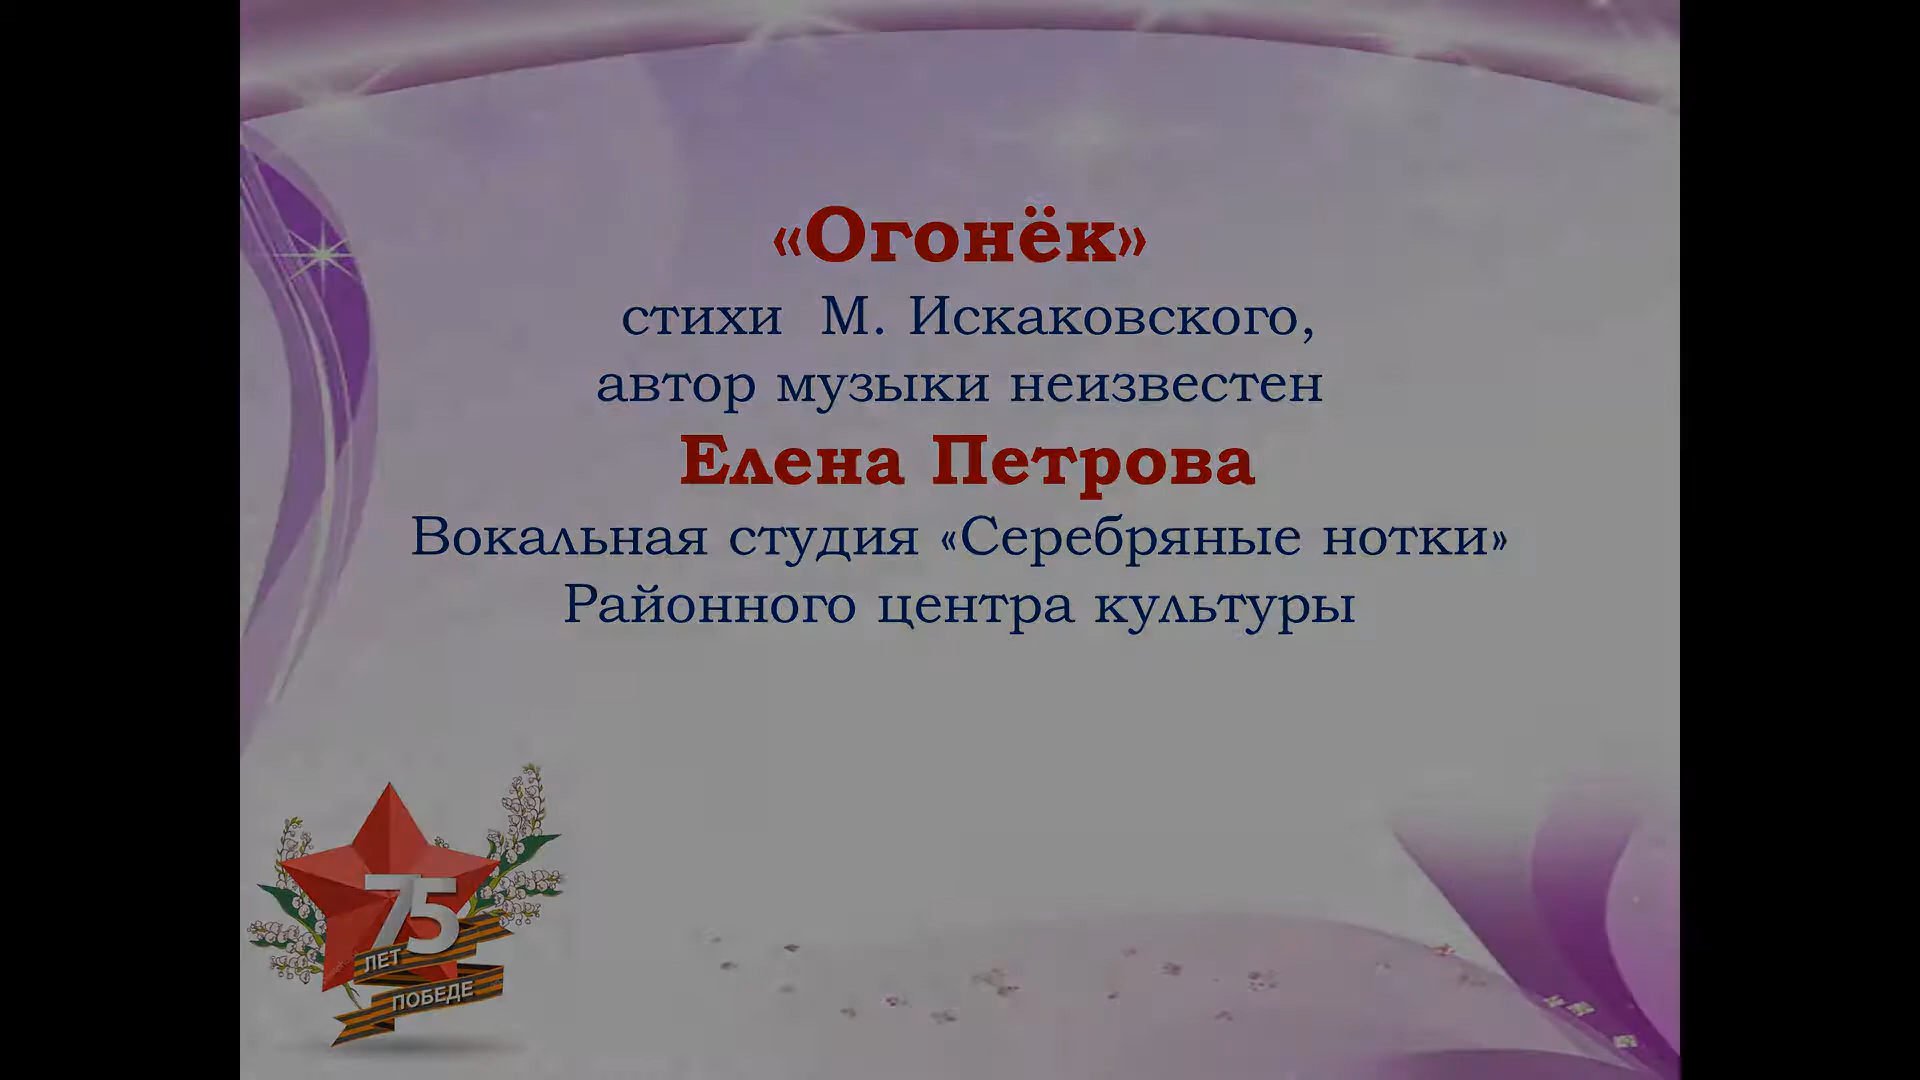 «Огонёк»
стихи М. Искаковского,
автор музыки неизвестен
Елена Петрова
Вокальная студия «Серебряные нотки»
Районного центра культуры
75
ЛЕТ
ПОБЕДЕ